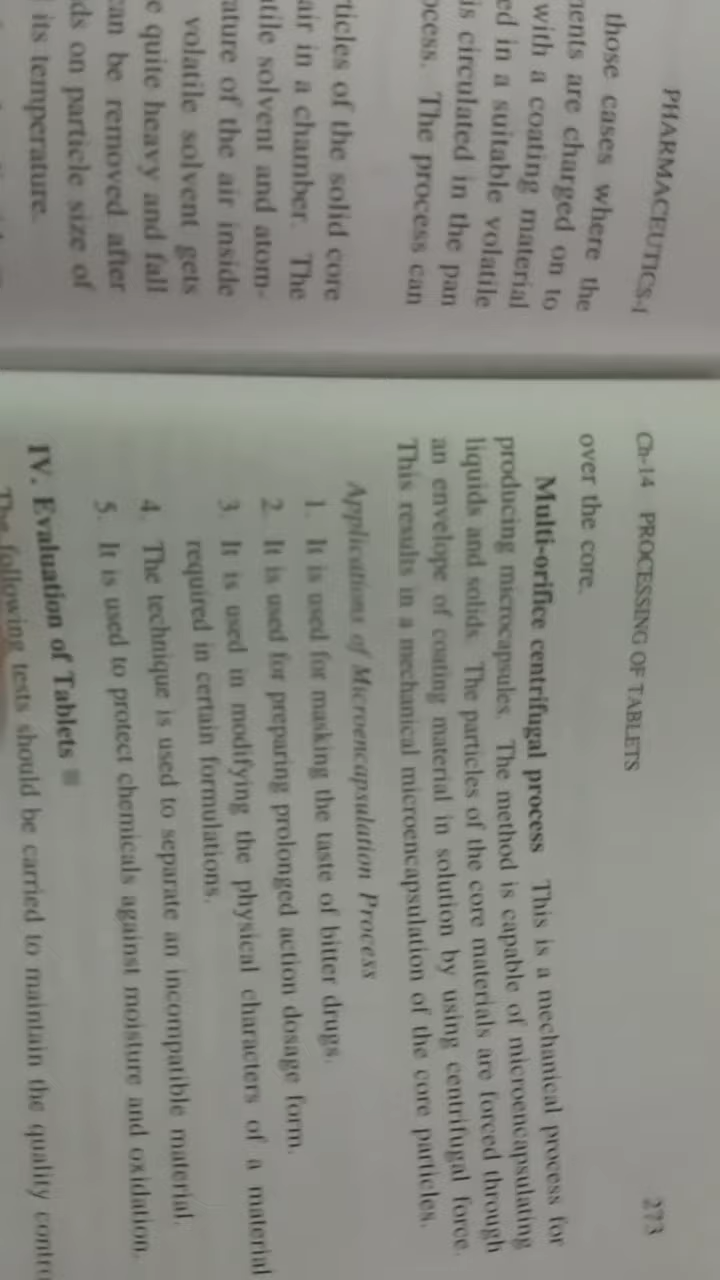 PHARMACEUTICS-I
those cases where the
are charged on to
with a coating material
in a suitable volatile
is circulated in the pan
The process can
of the solid core
air in a chamber. The
solvent and atom-
of the air inside
volatile solvent gets
quite heavy and fall
can be removed after
on particle size of
its temperature.
Ch-14 PROCESSING OF TABLETS 273
over the core.
Multi-orifice centrifugal process This is a mechanical process for
producing microcapsules. The method is capable of microencapsulating
liquids and solids. The particles of the core materials are forced through
an envelope of coating material in solution by using centrifugal force.
This results in a mechanical microencapsulation of the core particles.
Applications of Microencapsulation Process
1. It is used for masking the taste of bitter drugs.
2. It is used for preparing prolonged action dosage form.
3. It is used in modifying the physical characters of a material
required in certain formulations.
4. The technique is used to separate an incompatible material.
5. It is used to protect chemicals against moisture and oxidation.
IV. Evaluation of Tablets
The following tests should be carried to maintain the quality